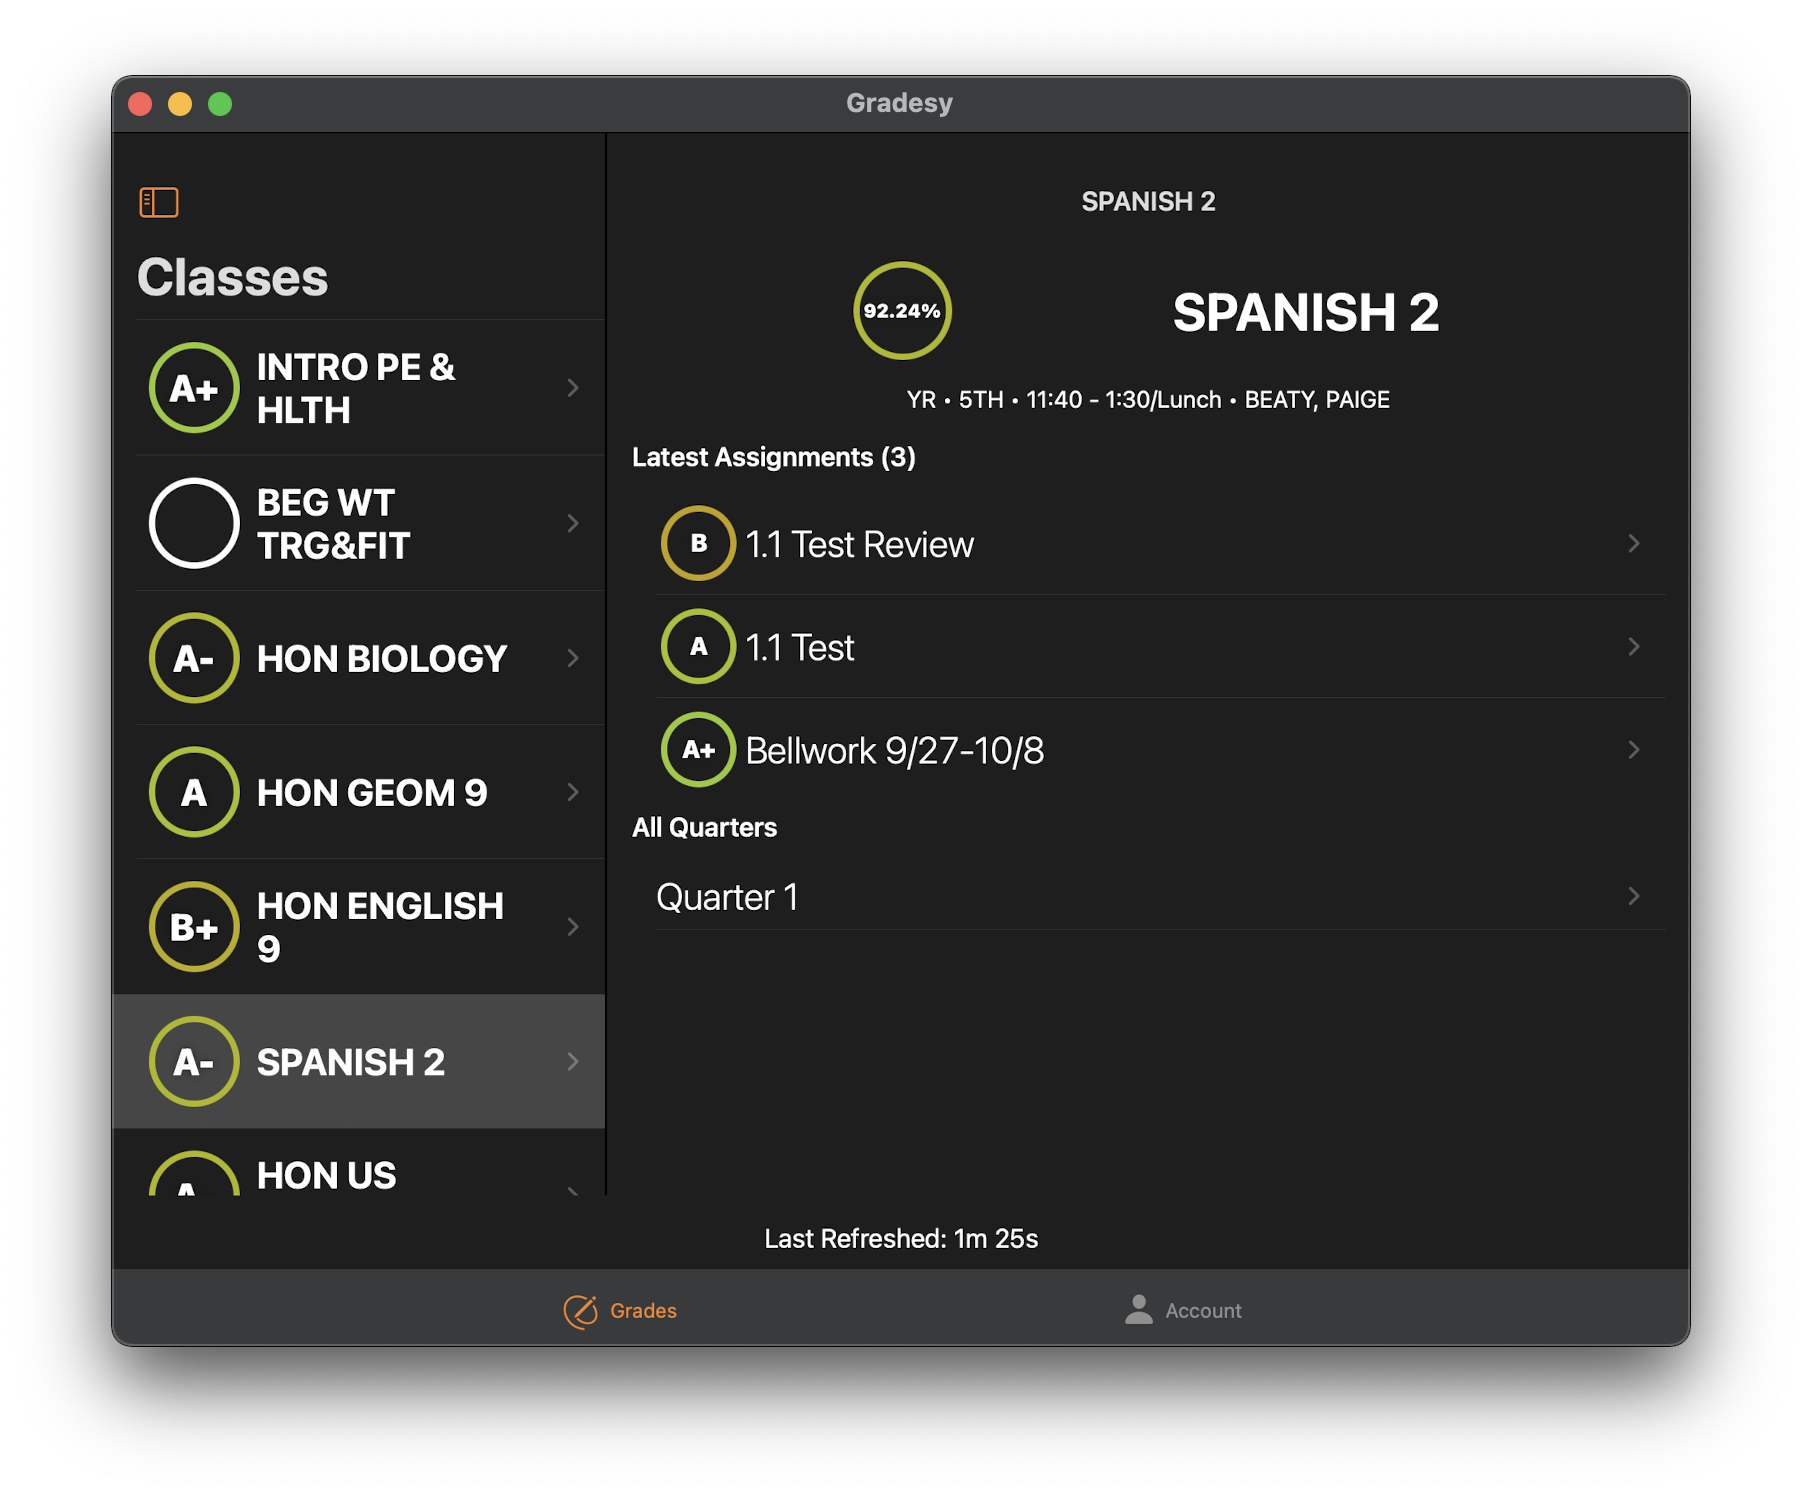 Gradesy
Classes
A+
INTRO PE &
HLTH
BEG WT
TRG&FIT
A-
HON BIOLOGY
A
HON GEOM 9
B+
HON ENGLISH
9
A-
SPANISH 2
HON US
SPANISH 2
92.24%
SPANISH 2
YR • 5TH • 11:40 - 1:30/Lunch • BEATY, PAIGE
Latest Assignments (3)
B
1.1 Test Review
A
1.1 Test
A+
Bellwork 9/27-10/8
All Quarters
Quarter 1
Last Refreshed: 1m 25s
Grades
Account